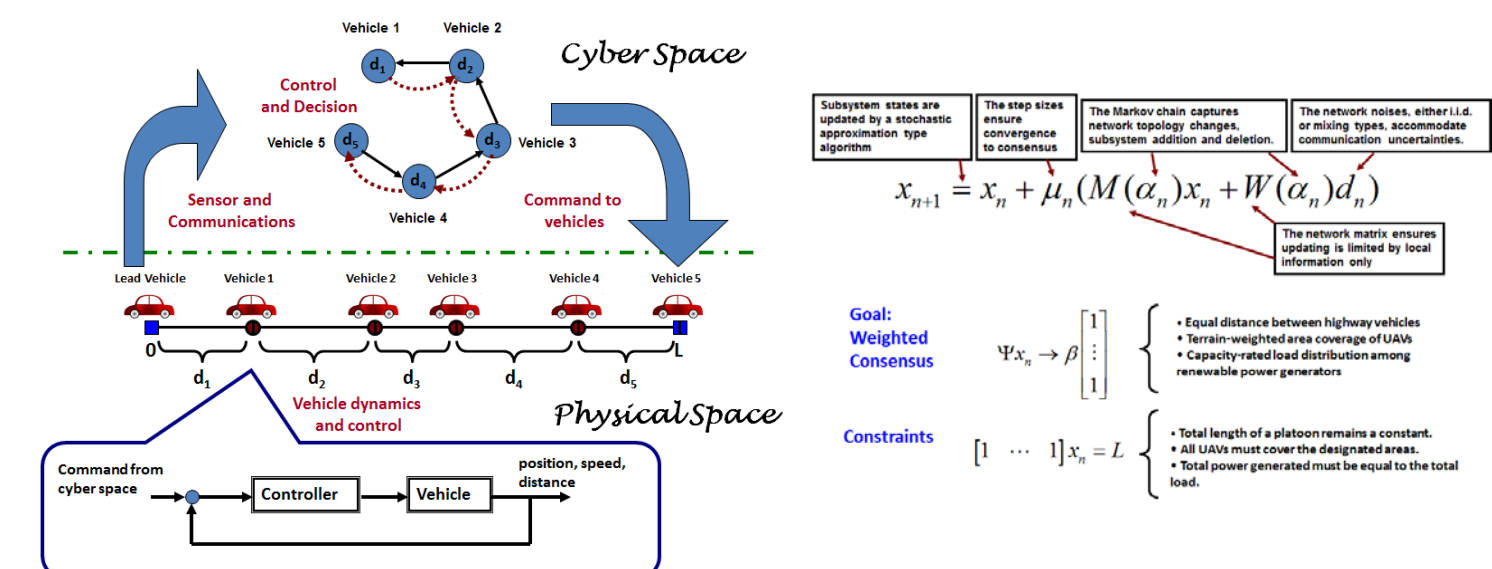 Vehicle 1
Vehicle 2
Cyber Space
d₁
d₂
Control
and Decision
Vehicle 5
d₅
d₃
Vehicle 3
d₄
Vehicle 4
Sensor and
Communications
Command to
vehicles
Lead Vehicle
Vehicle 1
Vehicle 2
Vehicle 3
Vehicle 4
Vehicle 5
0
L
d₁
d₂
d₃
d₄
d₅
Vehicle dynamics
and control
Physical Space
Command from
cyber space
Controller
Vehicle
position, speed,
distance
Subsystem states are
updated by a stochastic
approximation type
algorithm
The step sizes
ensure
convergence
to consensus
The Markov chain captures
network topology changes,
subsystem addition and deletion.
The network noises, either i.i.d.
or mixing types, accommodate
communication uncertainties.
xₙ₊₁ = xₙ + μₙ(M(αₙ)xₙ + W(αₙ)dₙ)
The network matrix ensures
updating is limited by local
information only
Goal:
Weighted
Consensus
Ψxₙ → β [1 ⋮ 1]
• Equal distance between highway vehicles
• Terrain-weighted area coverage of UAVs
• Capacity-rated load distribution among
renewable power generators
Constraints
[1 ⋯ 1] xₙ = L
• Total length of a platoon remains a constant.
• All UAVs must cover the designated areas.
• Total power generated must be equal to the total
load.